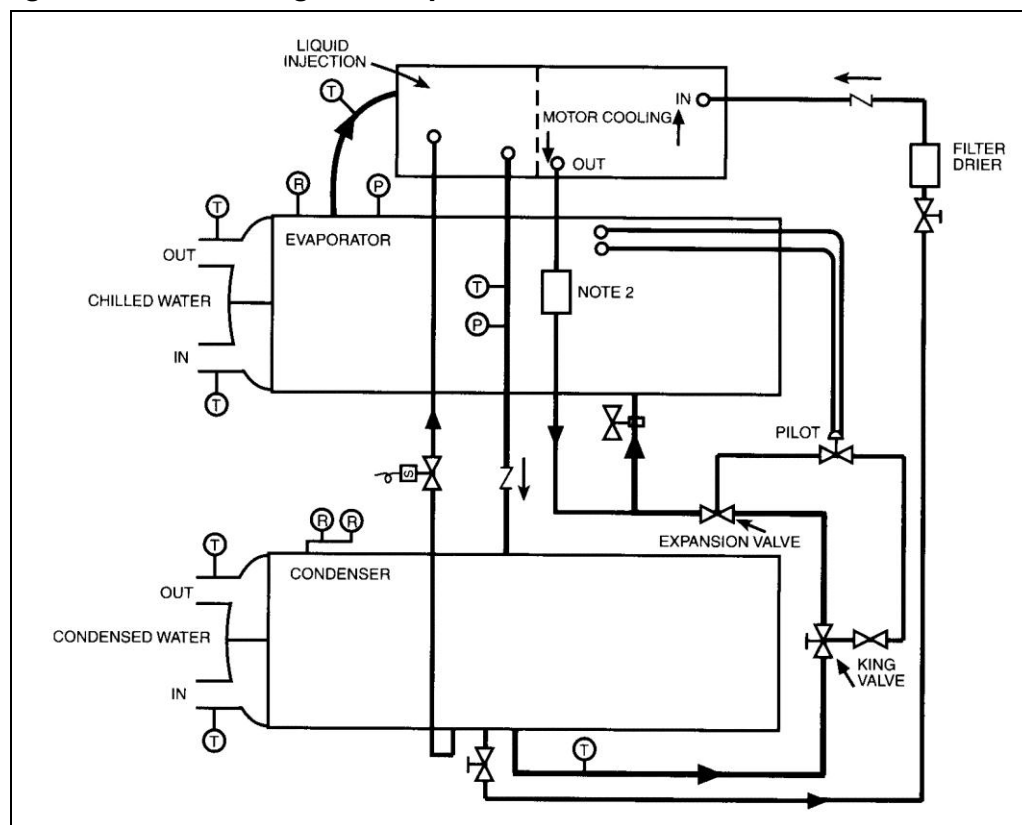 LIQUID
INJECTION
T
IN
MOTOR COOLING
OUT
FILTER
DRIER
R
P
T
EVAPORATOR
OUT
CHILLED WATER
IN
T
T
P
NOTE 2
PILOT
S
EXPANSION VALVE
R
R
T
CONDENSER
OUT
CONDENSED WATER
IN
T
KING
VALVE
T